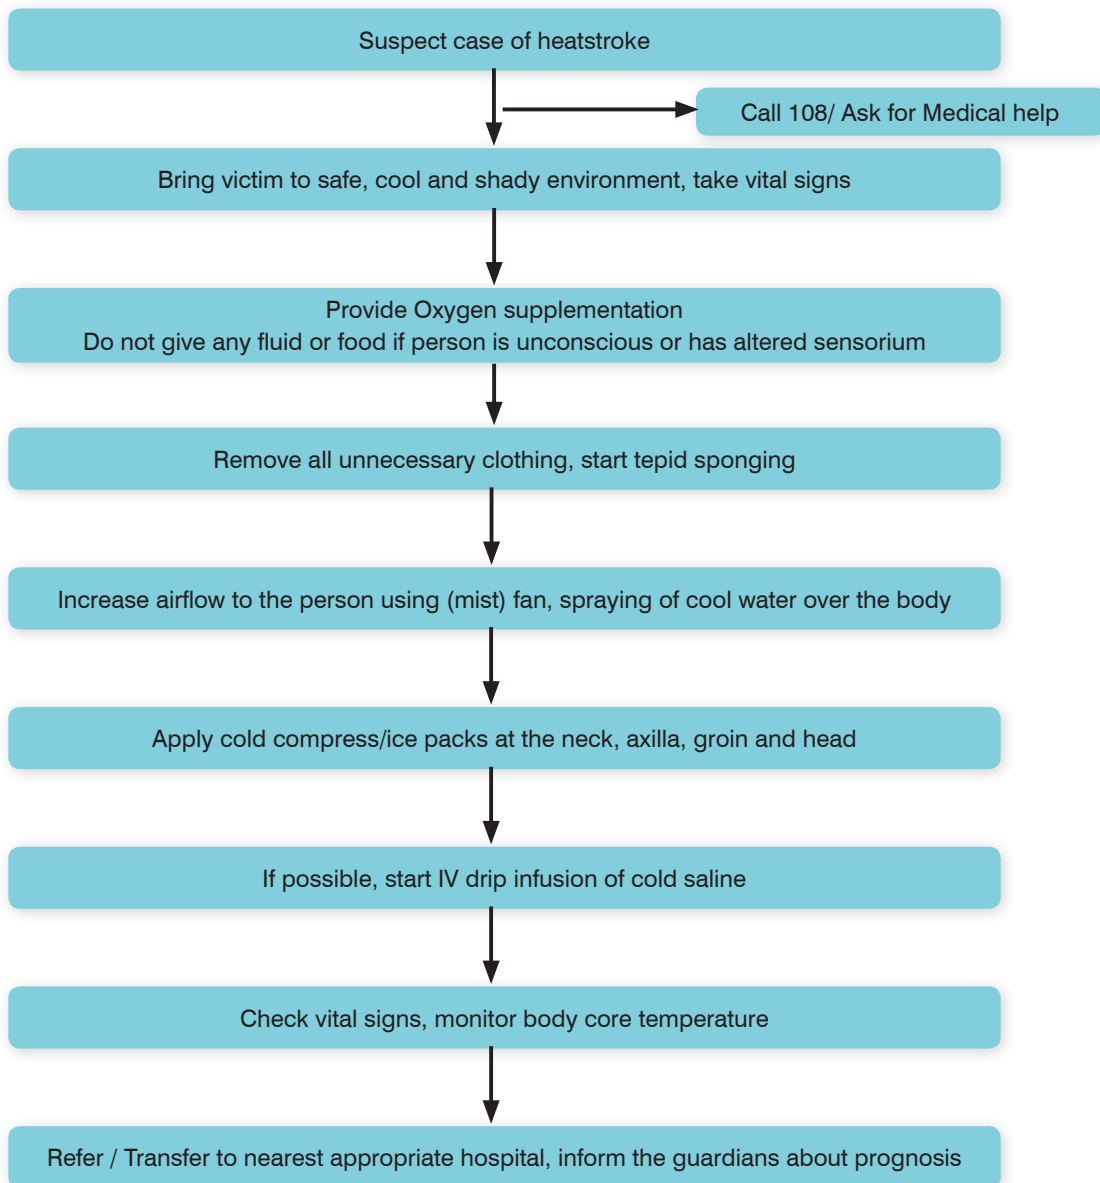 Suspect case of heatstroke
Call 108/ Ask for Medical help
Bring victim to safe, cool and shady environment, take vital signs
Provide Oxygen supplementation
Do not give any fluid or food if person is unconscious or has altered sensorium
Remove all unnecessary clothing, start tepid sponging
Increase airflow to the person using (mist) fan, spraying of cool water over the body
Apply cold compress/ice packs at the neck, axilla, groin and head
If possible, start IV drip infusion of cold saline
Check vital signs, monitor body core temperature
Refer / Transfer to nearest appropriate hospital, inform the guardians about prognosis